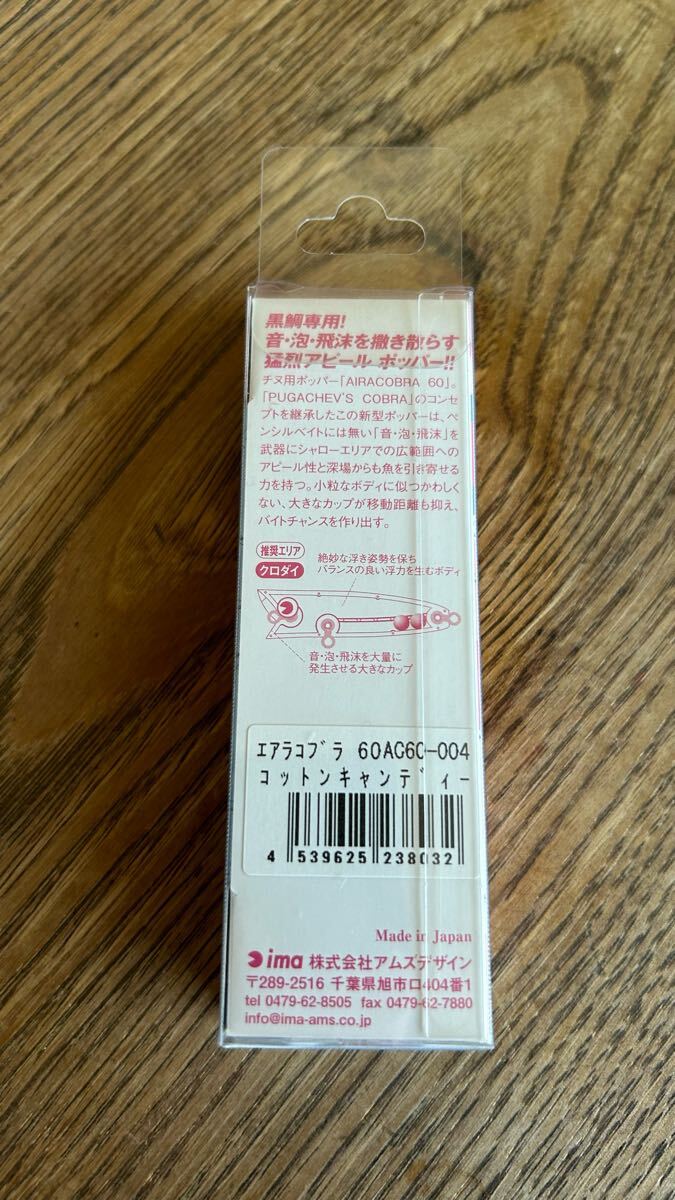 黒鯛専用!
音・泡・飛沫を撒き散らす
猛烈アピール ポッパー!!
チヌ用ポッパー「AIRACOBRA 60」。
「PUGACHEV'S COBRA」のコンセ
プトを継承したこの新型ポッパーは、ペ
ンシルベイトには無い「音・泡・飛沫」を
武器にシャローエリアでの広範囲への
アピール性と深場からも魚を引き寄せる
力を持つ。小粒なボディに似つかわしく
ない、大きなカップが移動距離も抑え、
バイトチャンスを作り出す。
推奨エリア
クロダイ
絶妙な浮き姿勢を保ち
バランスの良い浮力を生むボディ
音・泡・飛沫を大量に
発生させる大きなカップ
エアラコブラ 60AC60-004
コットンキャンディー
4 539625 238032
Made in Japan
ima 株式会社アムズデザイン
〒289-2516 千葉県旭市ロ404番1
tel 0479-62-8505 fax 0479-62-7880
info@ima-ams.co.jp